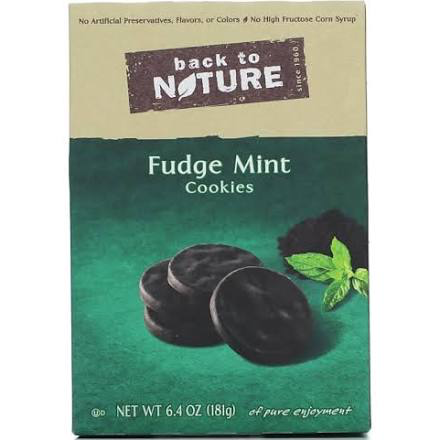 No Artificial Preservatives, Flavors, or Colors No High Fructose Corn Syrup
back to
NATURE
since 1960
Fudge Mint
Cookies
UD NET WT 6.4 OZ (181g) of pure enjoyment